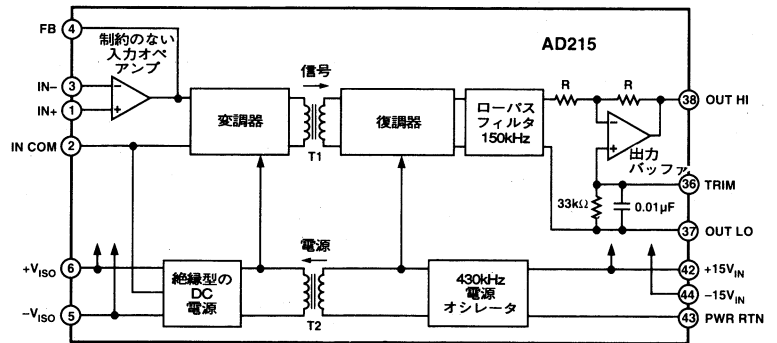 FB
4
制約のない
入力オペ
アンプ
IN−
3
IN+
1
IN COM
2
変調器
信号
T1
復調器
ローパス
フィルタ
150kHz
AD215
R
R
38
OUT HI
出力
バッファ
36
TRIM
33kΩ
0.01µF
37
OUT LO
+VISO
6
−VISO
5
絶縁型の
DC
電源
電源
T2
430kHz
電源
オシレータ
42
+15VIN
44
−15VIN
43
PWR RTN